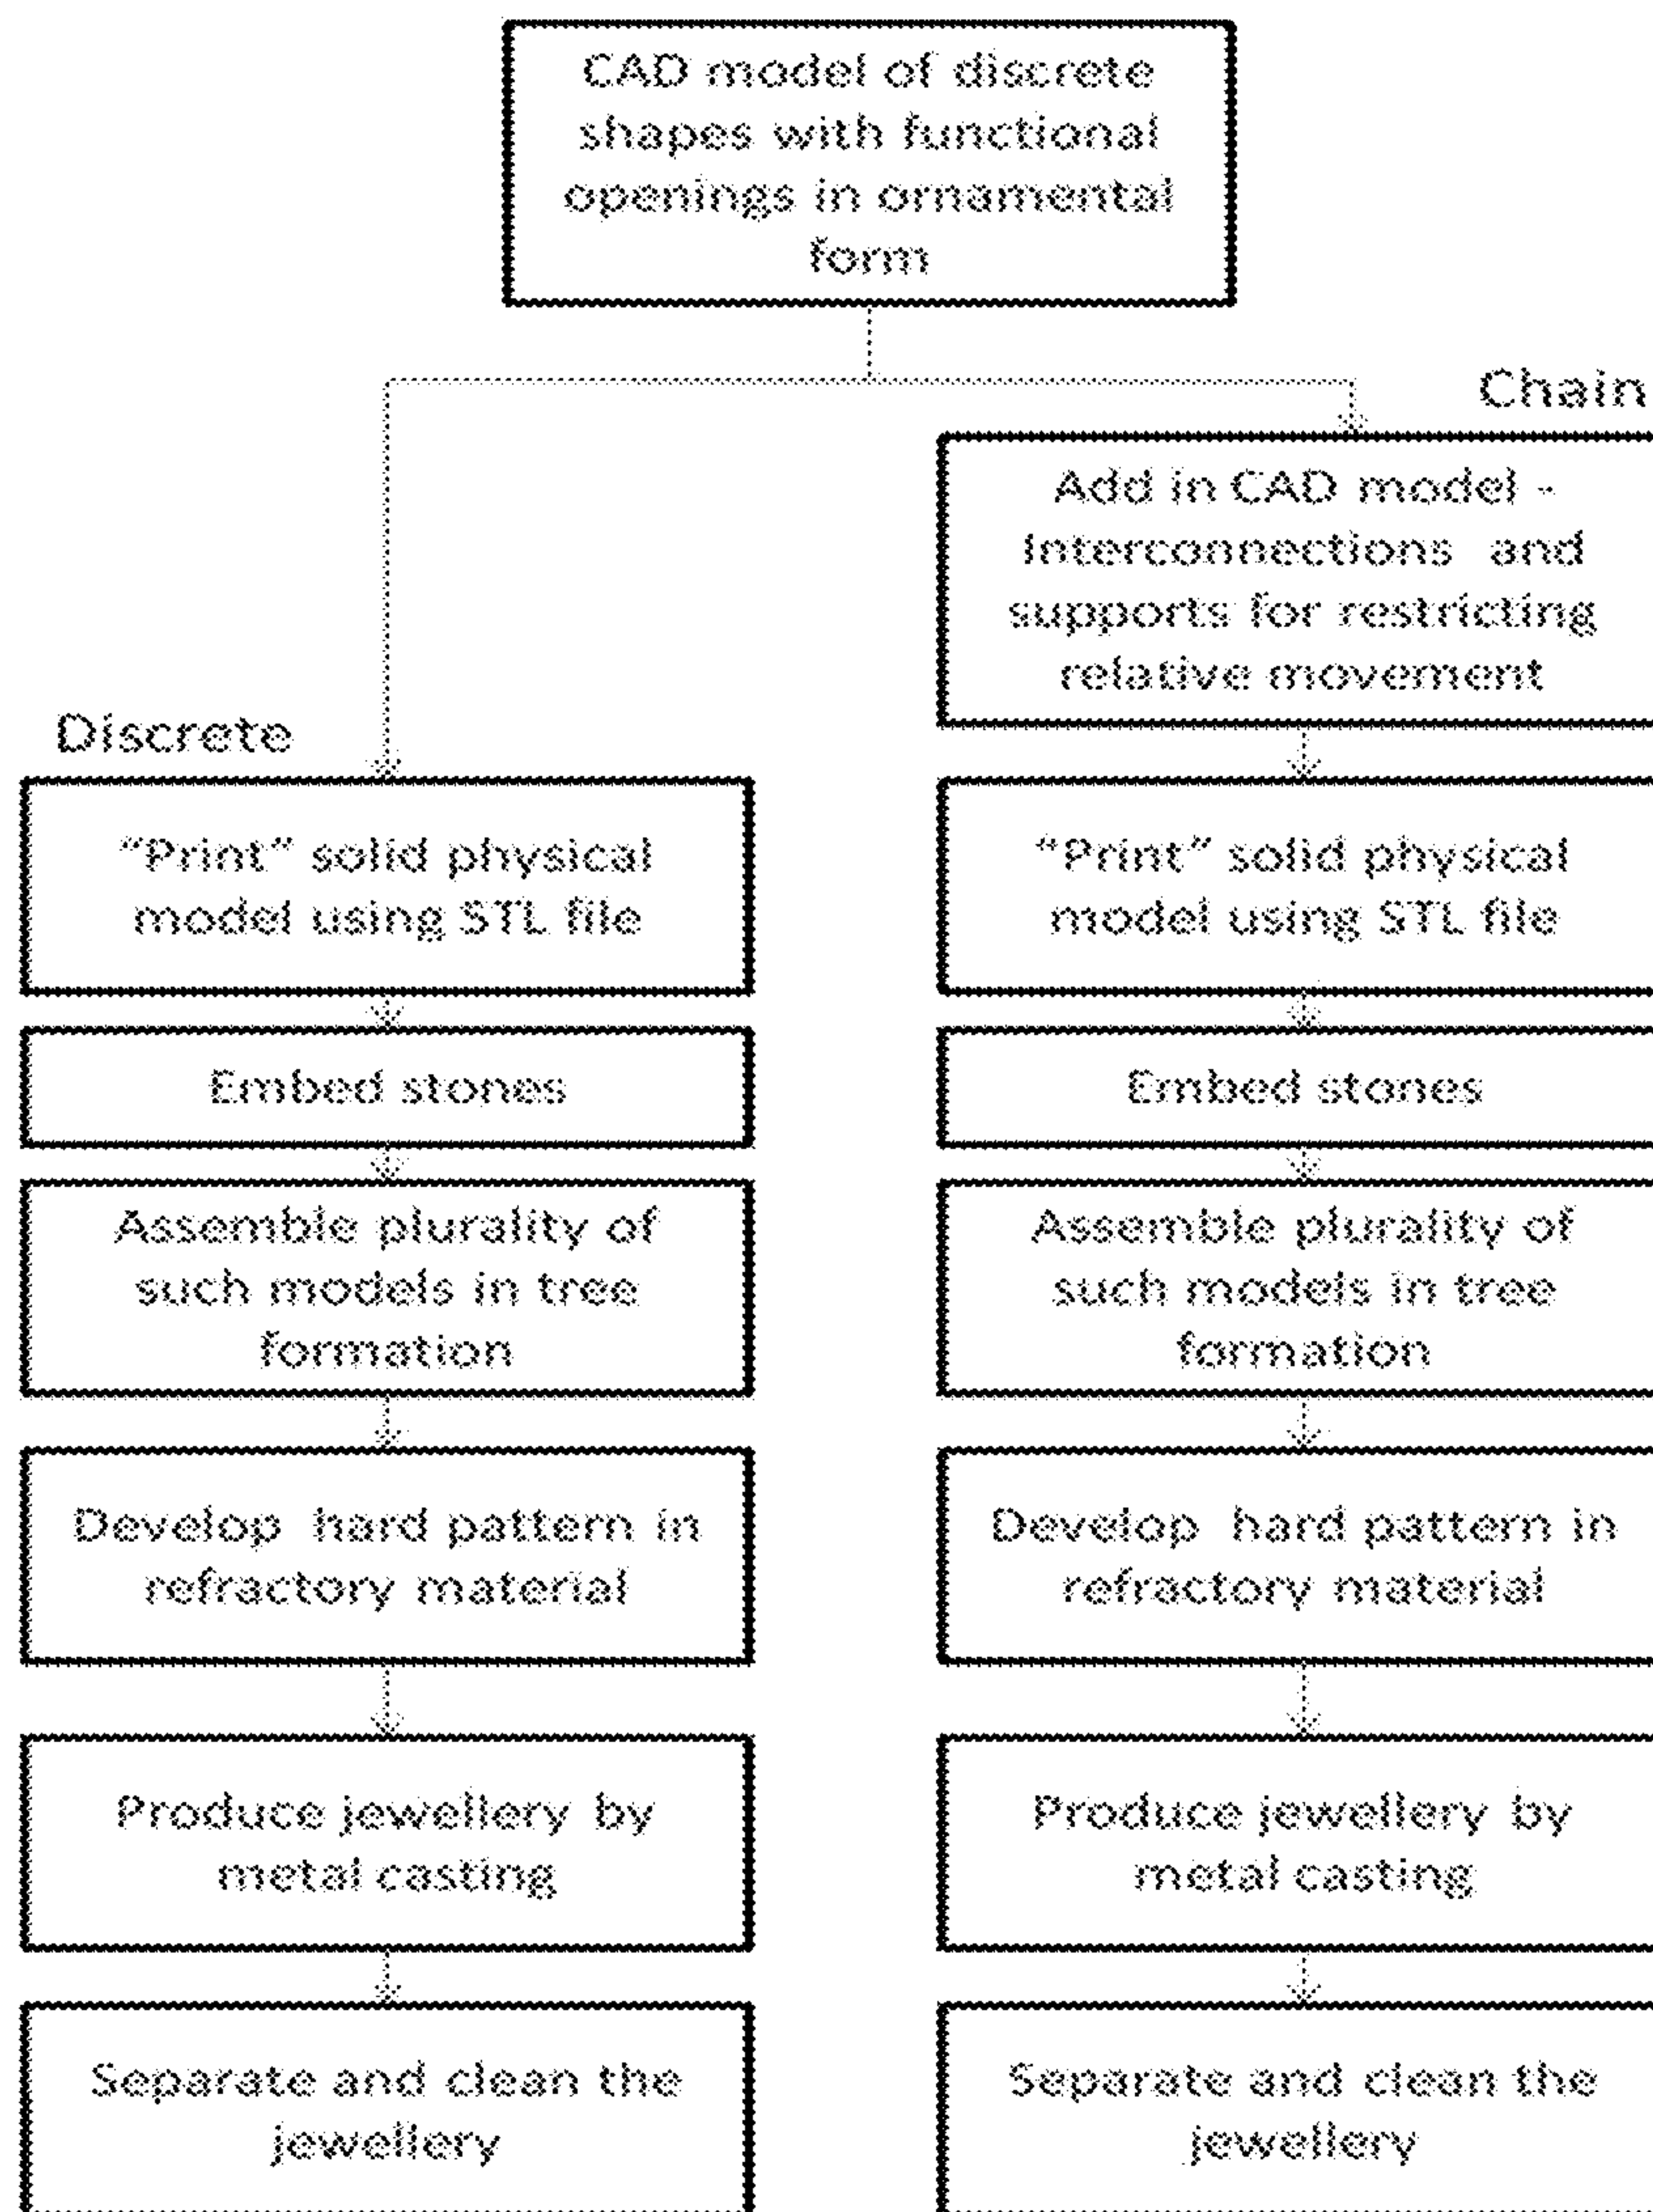 CAD model of discrete
shapes with functional
openings in ornamental
form
Chain
Add in CAD model -
Interconnections and
supports for restricting
relative movement
Discrete
“Print” solid physical
model using STL file
“Print” solid physical
model using STL file
Embed stones
Embed stones
Assemble plurality of
such models in tree
formation
Assemble plurality of
such models in tree
formation
Develop hard pattern in
refractory material
Develop hard pattern in
refractory material
Produce jewellery by
metal casting
Produce jewellery by
metal casting
Separate and clean the
jewellery
Separate and clean the
jewellery